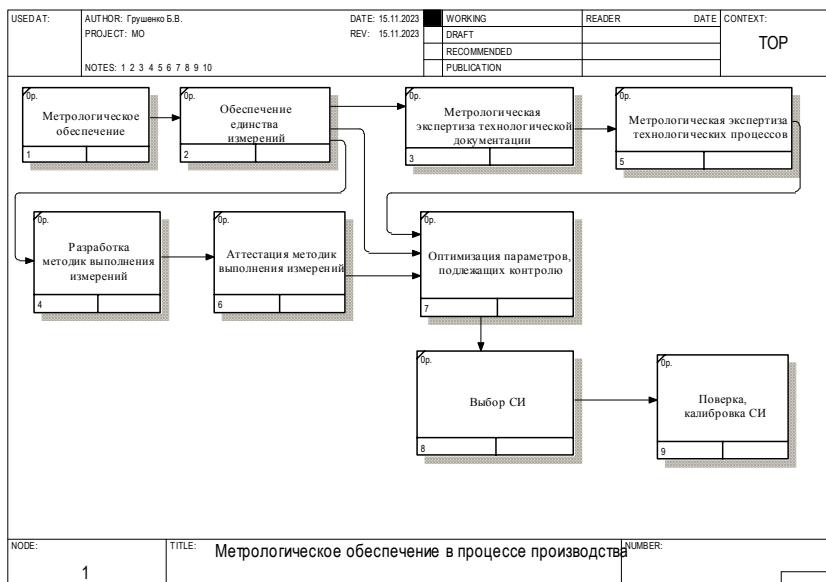 USED AT:
AUTHOR: Грушенко Б.В.
DATE: 15.11.2023
WORKING
READER
DATE
CONTEXT:
PROJECT: МО
REV: 15.11.2023
DRAFT
TOP
RECOMMENDED
NOTES: 1 2 3 4 5 6 7 8 9 10
PUBLICATION
0р.
Метрологическое
обеспечение
1
0р.
Обеспечение
единства
измерений
2
0р.
Метрологическая
экспертиза технологической
документации
3
0р.
Метрологическая экспертиза
технологических процессов
5
0р.
Разработка
методик выполнения
измерений
4
0р.
Аттестация методик
выполнения измерений
6
0р.
Оптимизация параметров,
подлежащих контролю
7
0р.
Выбор СИ
8
0р.
Поверка,
калибровка СИ
9
NODE:
1
TITLE:
Метрологическое обеспечение в процессе производства
NUMBER: